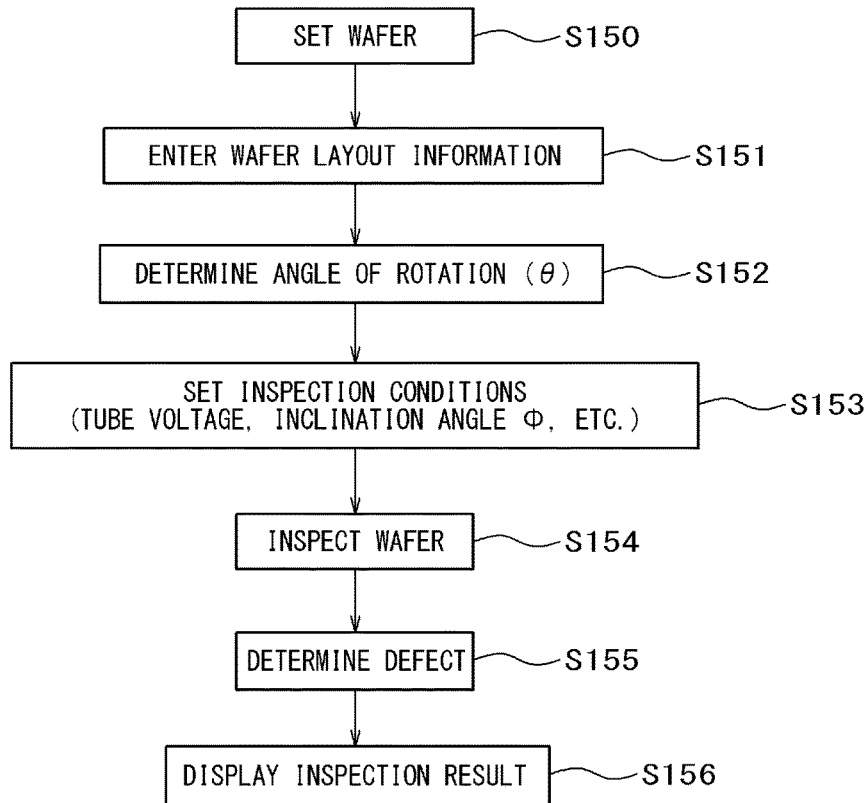 SET WAFER S150
ENTER WAFER LAYOUT INFORMATION S151
DETERMINE ANGLE OF ROTATION (θ) S152
SET INSPECTION CONDITIONS
(TUBE VOLTAGE, INCLINATION ANGLE Φ, ETC.) S153
INSPECT WAFER S154
DETERMINE DEFECT S155
DISPLAY INSPECTION RESULT S156